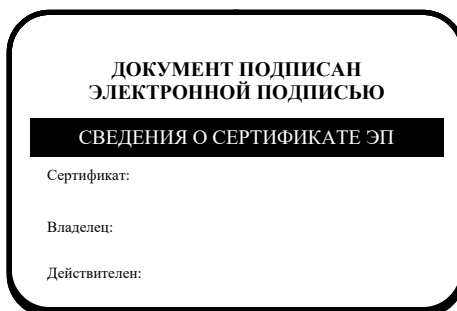 ДОКУМЕНТ ПОДПИСАН
ЭЛЕКТРОННОЙ ПОДПИСЬЮ
СВЕДЕНИЯ О СЕРТИФИКАТЕ ЭП
Сертификат:
Владелец:
Действителен: